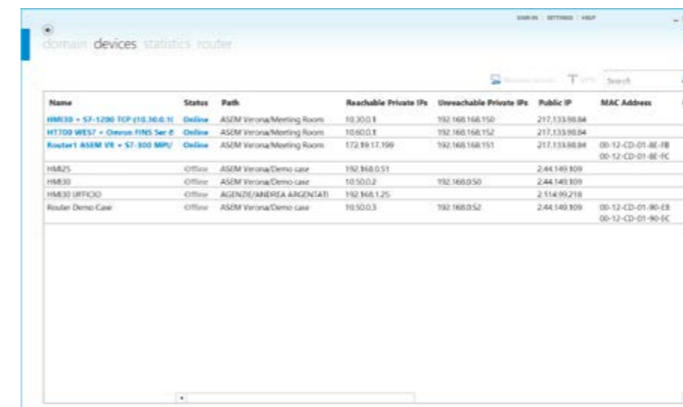 SIGN IN SETTINGS HELP
domain devices statistics router
VPN Search
Name Status Path Reachable Private IPs Unreachable Private IPs Public IP MAC Address
HMI30 + S7-1200 TCP (10.30.0.1( Online ASEM Verona/Meeting Room 10.30.0.1 192.168.168.150 217.133.98.84
HT700 WES7 + Omron FINS Ser Online ASEM Verona/Meeting Room 10.60.0.1 192.168.168.152 217.133.98.84
Router1 ASEM VR + S7-300 MPI/ Online ASEM Verona/Meeting Room 172.19.17.199 192.168.168.151 217.133.98.84 00-12-CD-01-8E-FB
00-12-CD-01-8E-FC
HMI25 Offline ASEM Verona/Demo case 192.168.0.51 2.44.149.109
HMI30 Offline ASEM Verona/Demo case 10.50.0.2 192.168.0.50 2.44.149.109
HMI30 UFFICIO Offline AGENZIE/ANDREA ARGENTATI 192.168.1.25 2.114.99.218
Router Demo Case Offline ASEM Verona/Demo case 10.50.0.3 192.168.0.52 2.44.149.109 00-12-CD-01-90-EB
00-12-CD-01-90-EC